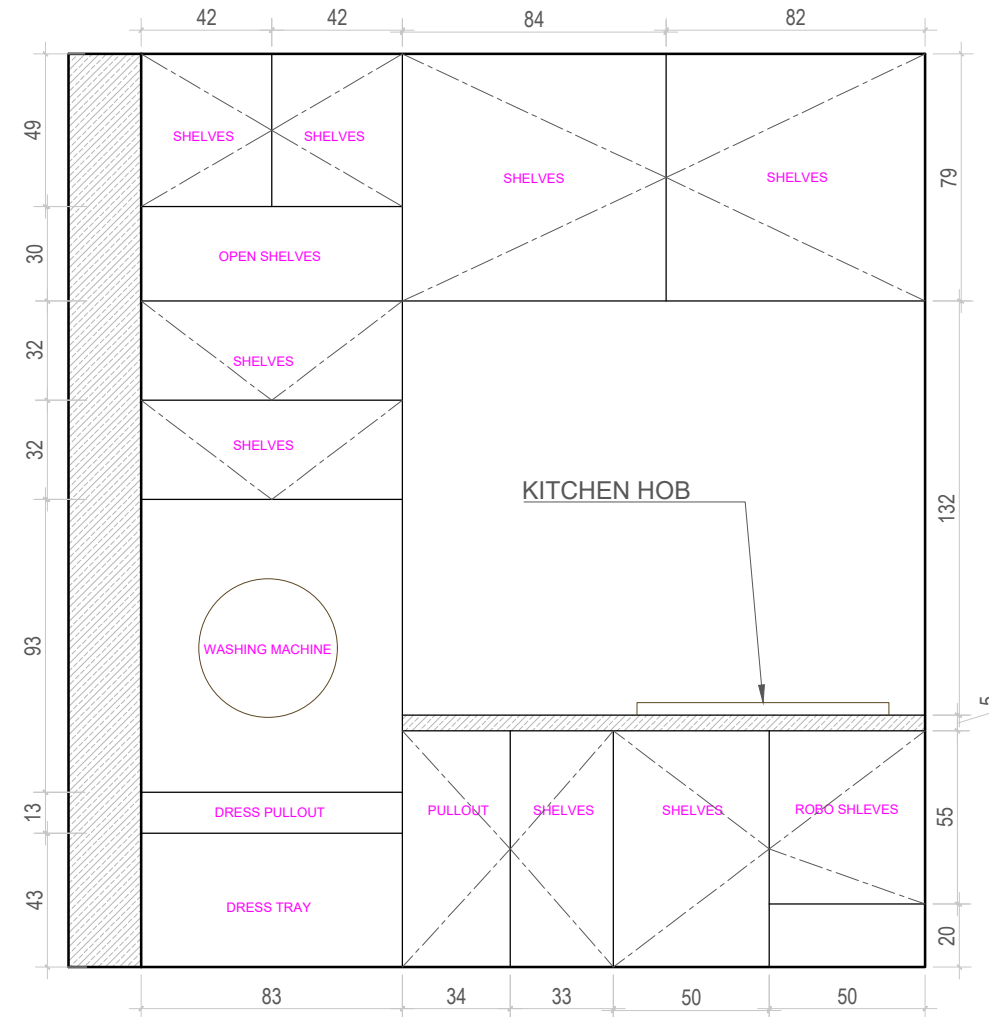 42 42 84 82
49
SHELVES SHELVES
SHELVES SHELVES
79
30
OPEN SHELVES
32
SHELVES
32
SHELVES
KITCHEN HOB
132
93
WASHING MACHINE
5
13
DRESS PULLOUT
PULLOUT SHELVES SHELVES ROBO SHLEVES
55
43
DRESS TRAY
20
83 34 33 50 50